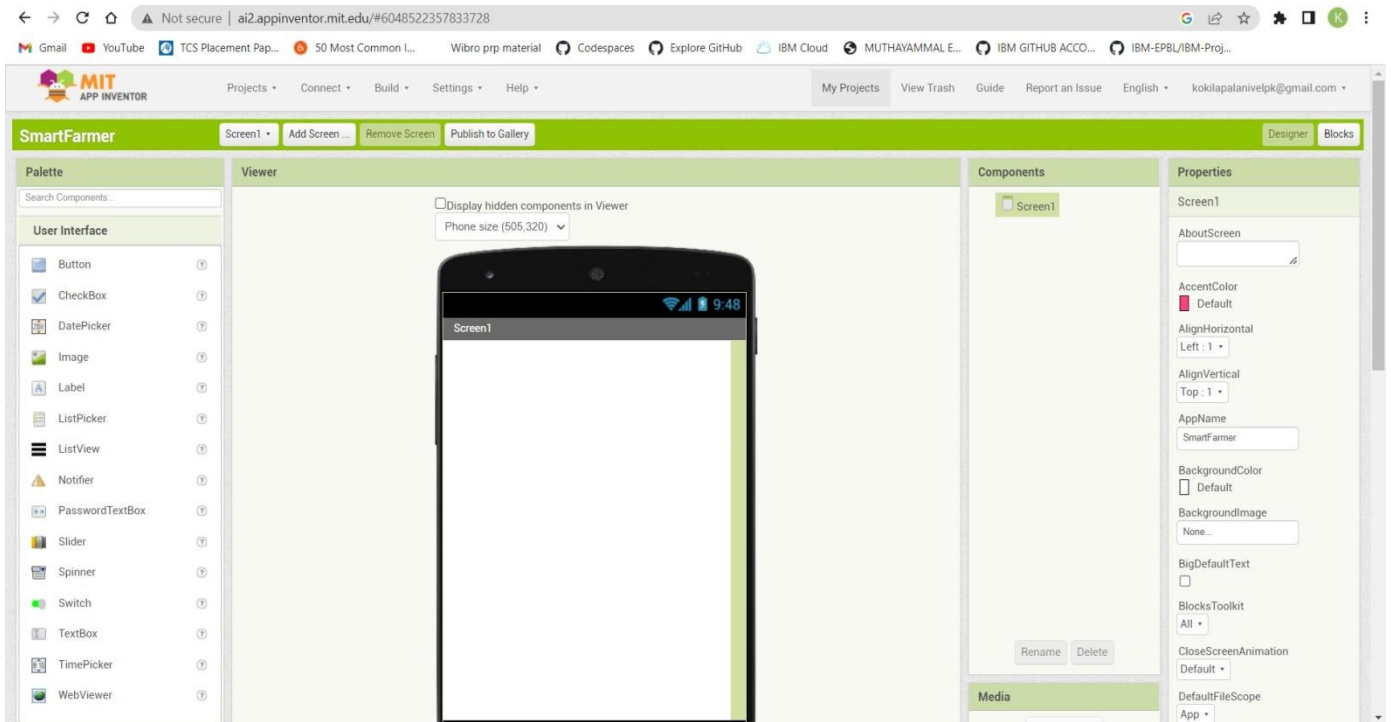 Not secure | ai2.appinventor.mit.edu/#6048522357833728
G
K
Gmail YouTube TCS Placement Pap... 50 Most Common I... Wibro prp material Codespaces Explore GitHub IBM Cloud MUTHAYAMMAL E... IBM GITHUB ACCO... IBM-EPBL/IBM-Proj...
MIT
APP INVENTOR
Projects Connect Build Settings Help My Projects View Trash Guide Report an Issue English kokilapalanivelpk@gmail.com
SmartFarmer Screen1 Add Screen ... Remove Screen Publish to Gallery Designer Blocks
Palette
Search Components...
User Interface
Button ?
CheckBox ?
DatePicker ?
Image ?
Label ?
ListPicker ?
ListView ?
Notifier ?
PasswordTextBox ?
Slider ?
Spinner ?
Switch ?
TextBox ?
TimePicker ?
WebViewer ?
Viewer
Display hidden components in Viewer
Phone size (505,320)
9:48
Screen1
Components
Screen1
Rename Delete
Media
Properties
Screen1
AboutScreen
AccentColor
Default
AlignHorizontal
Left : 1
AlignVertical
Top : 1
AppName
SmartFarmer
BackgroundColor
Default
BackgroundImage
None...
BigDefaultText
BlocksToolkit
All
CloseScreenAnimation
Default
DefaultFileScope
App